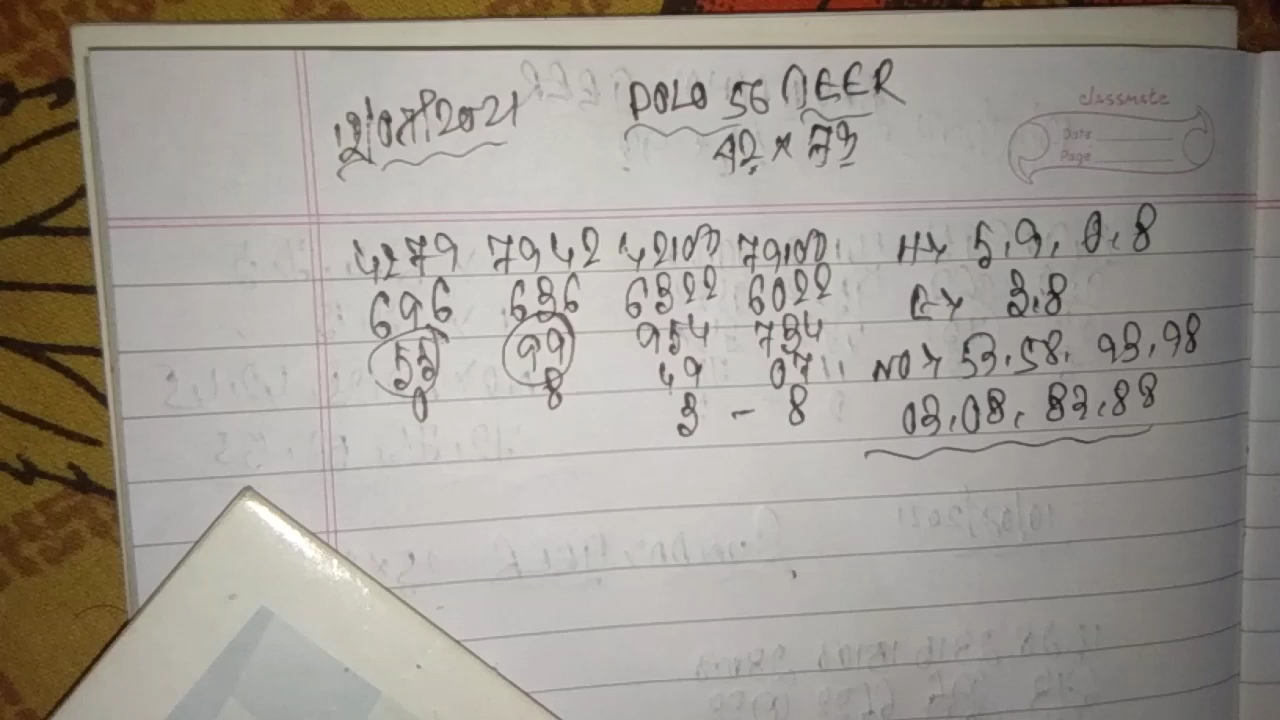 12/07/2021
POLO 56 DEER
42 x 73
classmate
Date
Page
4279 7942 42100 79100 H> 5.9.0.8
696 636 6322 6022 E> 3.8
55 99 954 734
0 8 49 07 NO> 53.58. 93.98
3 - 8 03.08. 83.88